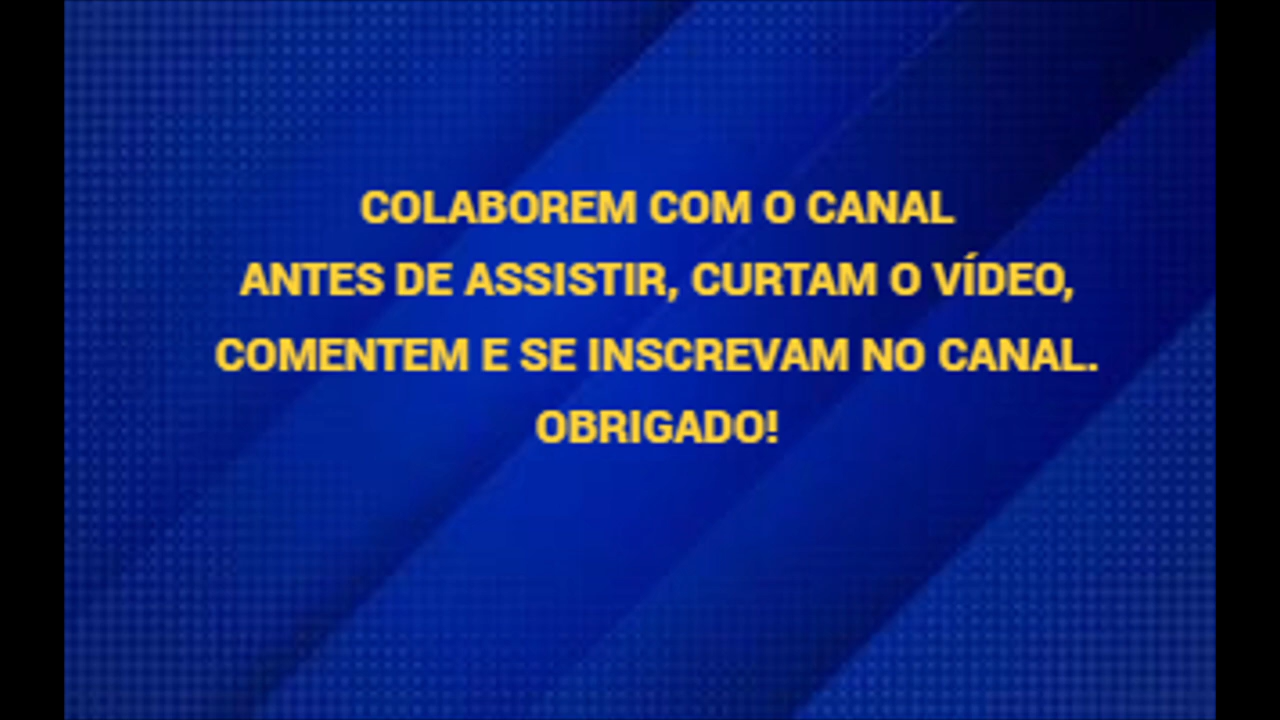 COLABOREM COM O CANAL
ANTES DE ASSISTIR, CURTAM O VÍDEO,
COMENTEM E SE INSCREVAM NO CANAL.
OBRIGADO!